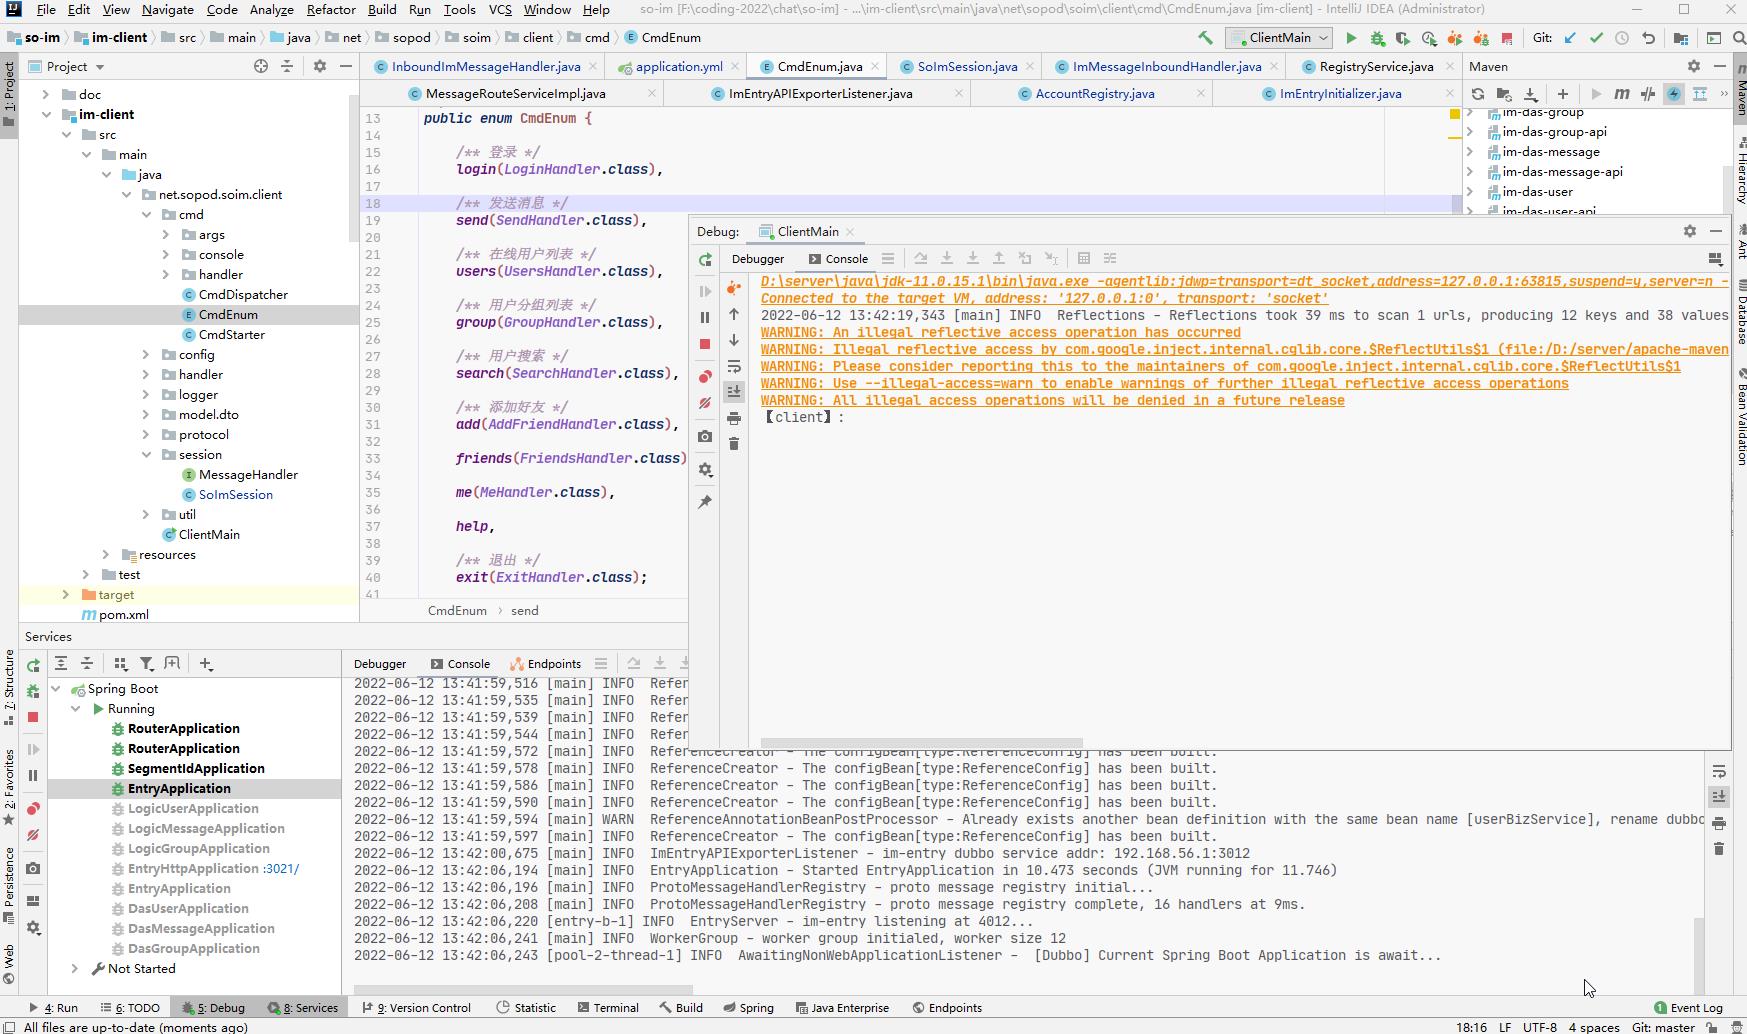 File Edit View Navigate Code Analyze Refactor Build Run Tools VCS Window Help so-im [F:\coding-2022\chat\so-im] - ...\im-client\src\main\java\net\sopod\soim\client\cmd\CmdEnum.java [im-client] - IntelliJ IDEA (Administrator)
so-im im-client src main java net sopod soim client cmd CmdEnum ClientMain Git:
Project InboundImMessageHandler.java application.yml CmdEnum.java SoImSession.java ImMessageInboundHandler.java RegistryService.java Maven
MessageRouteServiceImpl.java ImEntryAPIExporterListener.java AccountRegistry.java ImEntryInitializer.java
1: Project
doc
im-client
src
main
java
net.sopod.soim.client
cmd
args
console
handler
CmdDispatcher
CmdEnum
CmdStarter
config
handler
logger
model.dto
protocol
session
MessageHandler
SoImSession
util
ClientMain
resources
test
target
pom.xml
13 public enum CmdEnum {
14
15 /** 登录 */
16 login(LoginHandler.class),
17
18 /** 发送消息 */
19 send(SendHandler.class),
20
21 /** 在线用户列表 */
22 users(UsersHandler.class),
23
24 /** 用户分组列表 */
25 group(GroupHandler.class),
26
27 /** 用户搜索 */
28 search(SearchHandler.class),
29
30 /** 添加好友 */
31 add(AddFriendHandler.class),
32
33 friends(FriendsHandler.class)
34
35 me(MeHandler.class),
36
37 help,
38
39 /** 退出 */
40 exit(ExitHandler.class);
41
CmdEnum › send
im-das-group
im-das-group-api
im-das-message
im-das-message-api
im-das-user
im-das-user-api
Maven
Hierarchy
Ant
Database
Bean Validation
Debug: ClientMain
Debugger Console
D:\server\java\jdk-11.0.15.1\bin\java.exe -agentlib:jdwp=transport=dt_socket,address=127.0.0.1:63815,suspend=y,server=n -
Connected to the target VM, address: '127.0.0.1:0', transport: 'socket'
2022-06-12 13:42:19,343 [main] INFO Reflections - Reflections took 39 ms to scan 1 urls, producing 12 keys and 38 values
WARNING: An illegal reflective access operation has occurred
WARNING: Illegal reflective access by com.google.inject.internal.cglib.core.$ReflectUtils$1 (file:/D:/server/apache-maven
WARNING: Please consider reporting this to the maintainers of com.google.inject.internal.cglib.core.$ReflectUtils$1
WARNING: Use --illegal-access=warn to enable warnings of further illegal reflective access operations
WARNING: All illegal access operations will be denied in a future release
【client】:
Services
Spring Boot
Running
RouterApplication
RouterApplication
SegmentIdApplication
EntryApplication
LogicUserApplication
LogicMessageApplication
LogicGroupApplication
EntryHttpApplication :3021/
EntryApplication
DasUserApplication
DasMessageApplication
DasGroupApplication
Not Started
7: Structure
2: Favorites
Persistence
Web
Debugger Console Endpoints
2022-06-12 13:41:59,516 [main] INFO Refer
2022-06-12 13:41:59,535 [main] INFO Refer
2022-06-12 13:41:59,539 [main] INFO Refer
2022-06-12 13:41:59,544 [main] INFO Refer
2022-06-12 13:41:59,572 [main] INFO ReferenceCreator - The configBean[type:ReferenceConfig] has been built.
2022-06-12 13:41:59,578 [main] INFO ReferenceCreator - The configBean[type:ReferenceConfig] has been built.
2022-06-12 13:41:59,586 [main] INFO ReferenceCreator - The configBean[type:ReferenceConfig] has been built.
2022-06-12 13:41:59,590 [main] INFO ReferenceCreator - The configBean[type:ReferenceConfig] has been built.
2022-06-12 13:41:59,594 [main] WARN ReferenceAnnotationBeanPostProcessor - Already exists another bean definition with the same bean name [userBizService], rename dubbo
2022-06-12 13:41:59,597 [main] INFO ReferenceCreator - The configBean[type:ReferenceConfig] has been built.
2022-06-12 13:42:00,675 [main] INFO ImEntryAPIExporterListener - im-entry dubbo service addr: 192.168.56.1:3012
2022-06-12 13:42:06,194 [main] INFO EntryApplication - Started EntryApplication in 10.473 seconds (JVM running for 11.746)
2022-06-12 13:42:06,196 [main] INFO ProtoMessageHandlerRegistry - proto message registry initial...
2022-06-12 13:42:06,208 [main] INFO ProtoMessageHandlerRegistry - proto message registry complete, 16 handlers at 9ms.
2022-06-12 13:42:06,220 [entry-b-1] INFO EntryServer - im-entry listening at 4012...
2022-06-12 13:42:06,241 [main] INFO WorkerGroup - worker group initialed, worker size 12
2022-06-12 13:42:06,243 [pool-2-thread-1] INFO AwaitingNonWebApplicationListener - [Dubbo] Current Spring Boot Application is await...
4: Run 6: TODO 5: Debug 8: Services 9: Version Control Statistic Terminal Build Spring Java Enterprise Endpoints 1 Event Log
All files are up-to-date (moments ago) 18:16 LF UTF-8 4 spaces Git: master